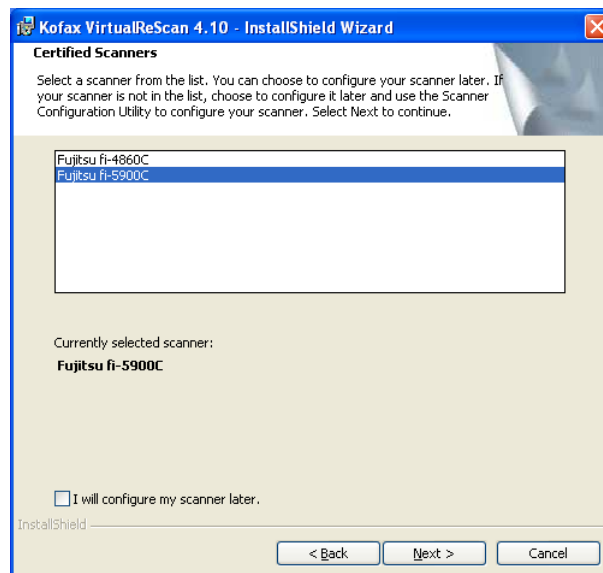 Kofax VirtualReScan 4.10 - InstallShield Wizard
Certified Scanners
Select a scanner from the list. You can choose to configure your scanner later. If
your scanner is not in the list, choose to configure it later and use the Scanner
Configuration Utility to configure your scanner. Select Next to continue.
Fujitsu fi-4860C
Fujitsu fi-5900C
Currently selected scanner:
Fujitsu fi-5900C
I will configure my scanner later.
InstallShield
< Back
Next >
Cancel